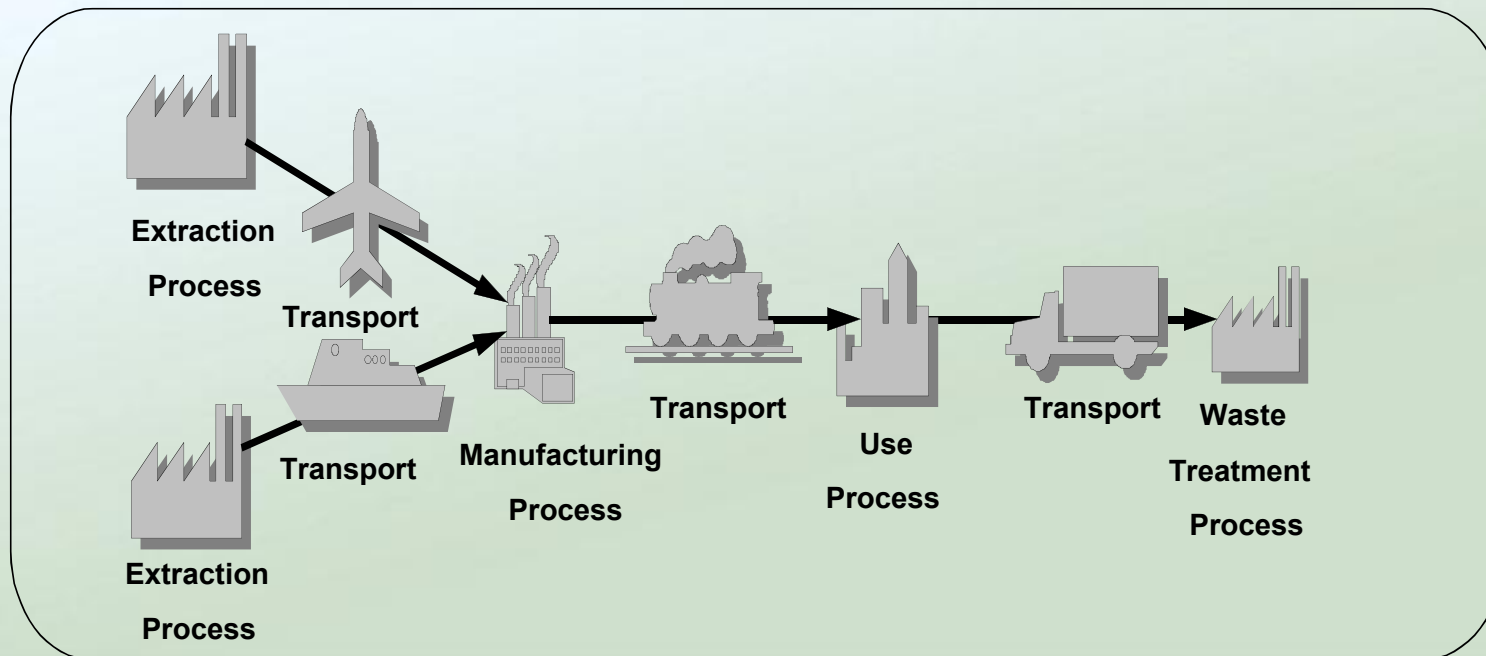 Extraction
Process
Transport
Transport
Extraction
Process
Manufacturing
Process
Transport
Use
Process
Transport
Waste
Treatment
Process